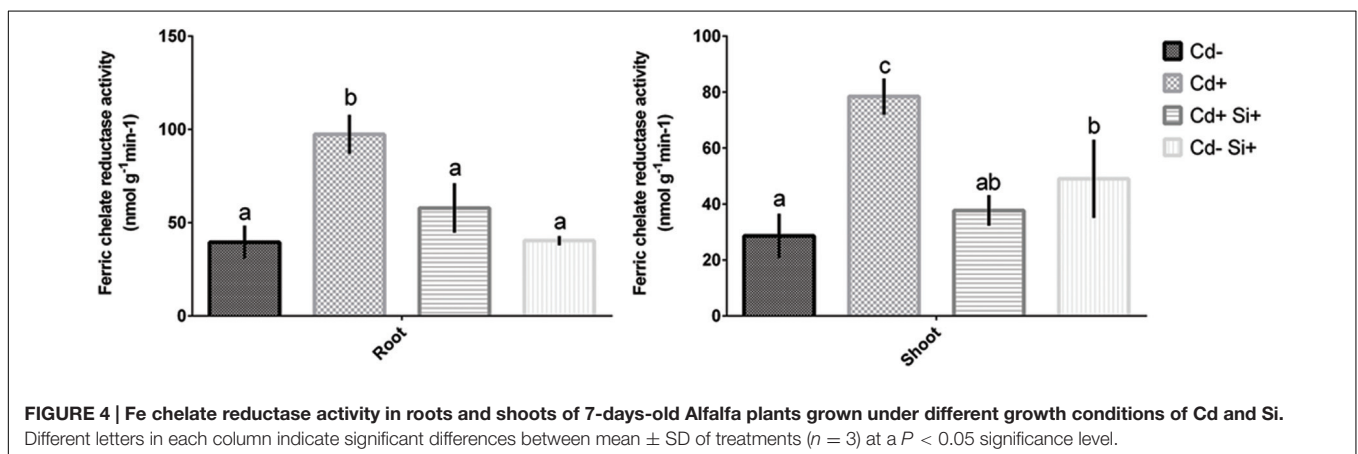 Ferric chelate reductase activity
(nmol g-1min-1)
150
100
50
0
a
b
a
a
Root
Ferric chelate reductase activity
(nmol g-1min-1)
100
80
60
40
20
0
a
c
ab
b
Shoot
Cd-
Cd+
Cd+ Si+
Cd- Si+
FIGURE 4 | Fe chelate reductase activity in roots and shoots of 7-days-old Alfalfa plants grown under different growth conditions of Cd and Si.
Different letters in each column indicate significant differences between mean ± SD of treatments (n = 3) at a P < 0.05 significance level.